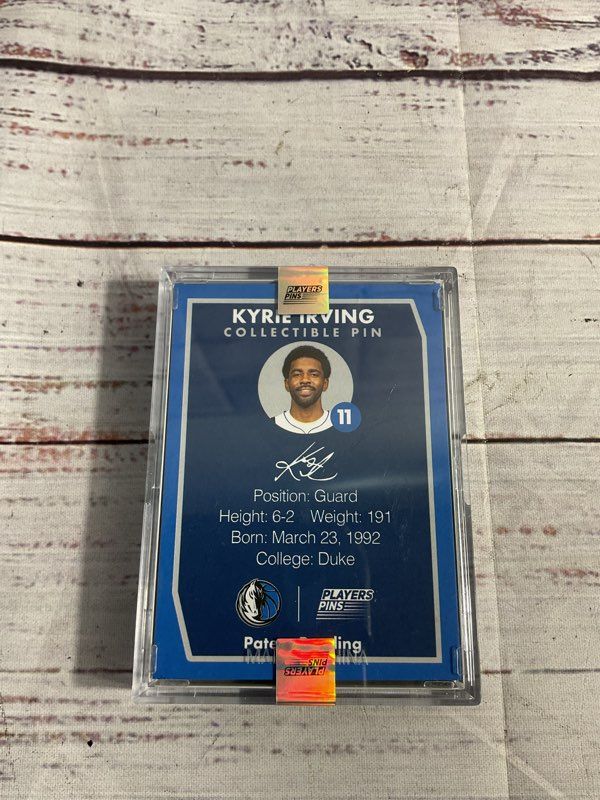 PLAYERS
PINS
KYRIE IRVING
COLLECTIBLE PIN
11
Position: Guard
Height: 6-2 Weight: 191
Born: March 23, 1992
College: Duke
PLAYERS
PINS
PLAYERS
PINS